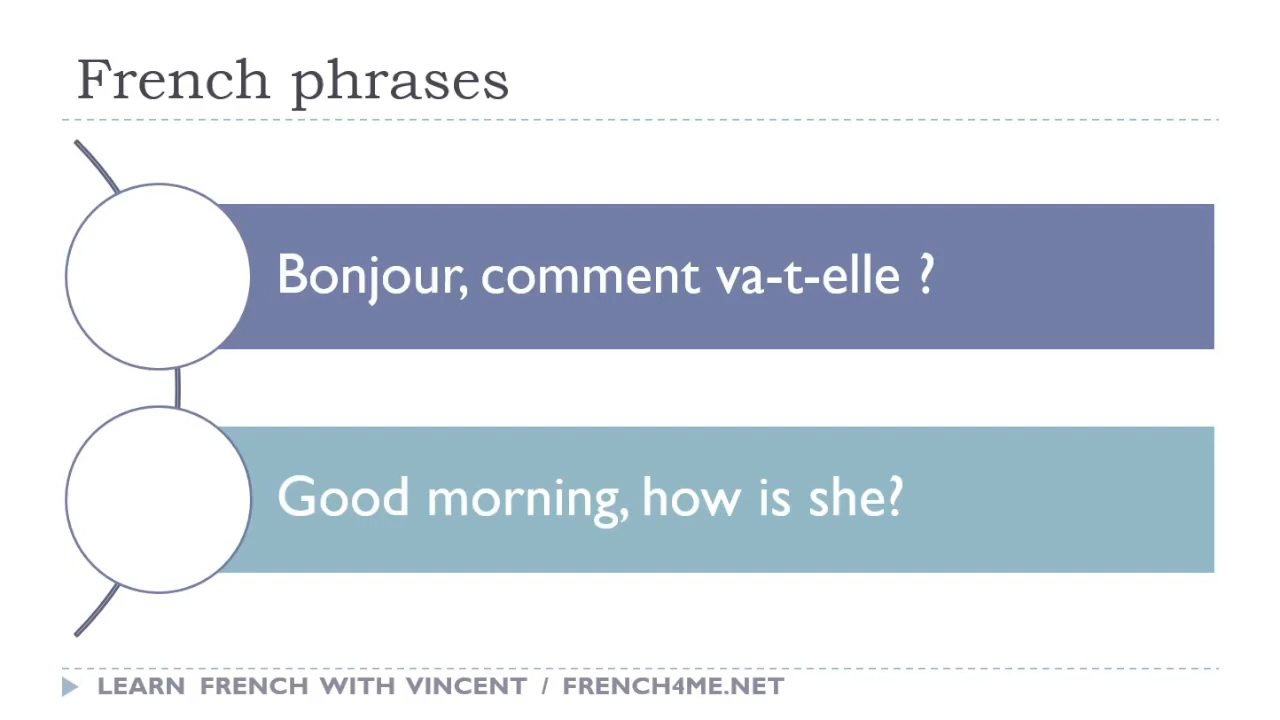 French phrases
Bonjour, comment va-t-elle ?
Good morning, how is she?
LEARN FRENCH WITH VINCENT / FRENCH4ME.NET